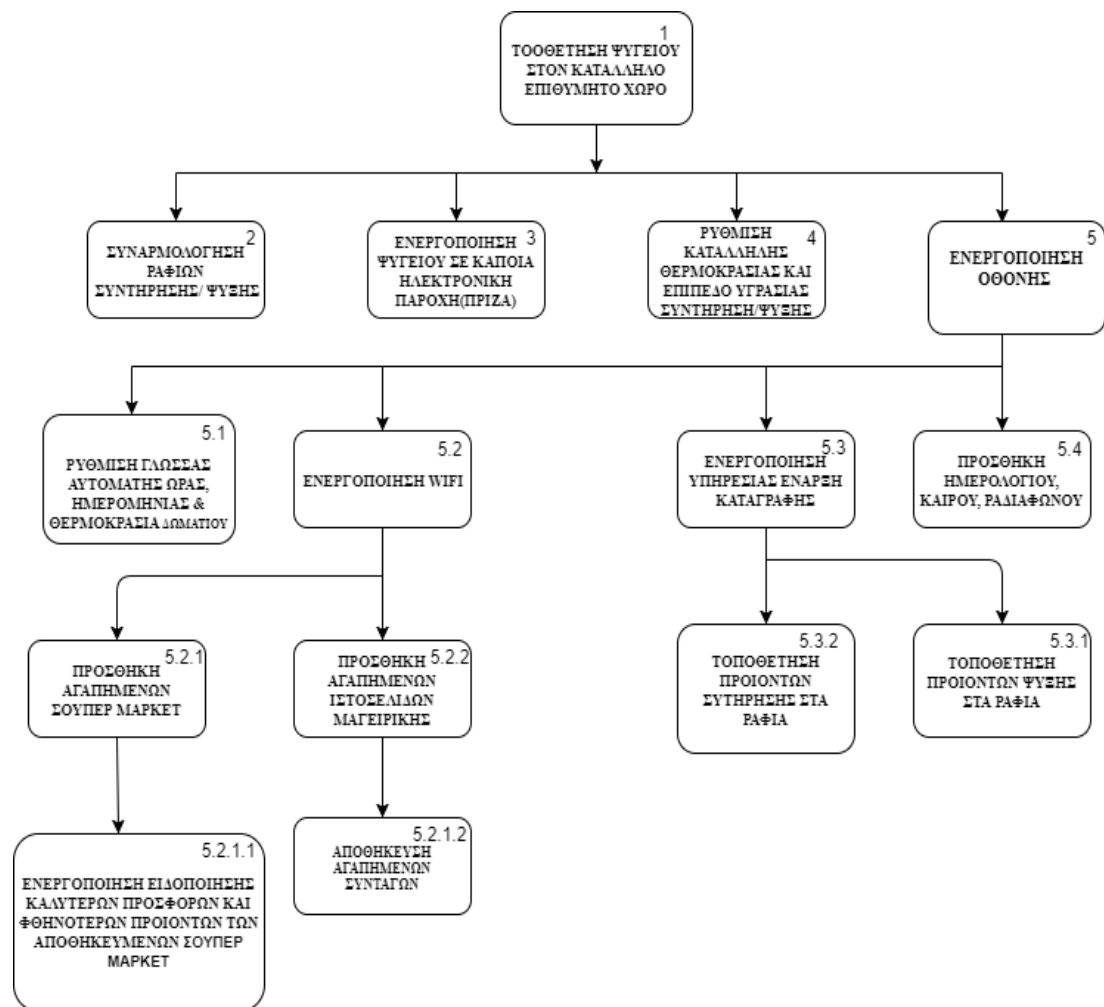 1
ΤΟΟΘΕΤΗΣΗ ΨΥΓΕΙΟΥ
ΣΤΟΝ ΚΑΤΑΛΛΗΛΟ
ΕΠΙΘΥΜΗΤΟ ΧΩΡΟ
2
ΣΥΝΑΡΜΟΛΟΓΗΣΗ
ΡΑΦΙΩΝ
ΣΥΝΤΗΡΗΣΗΣ/ ΨΥΞΗΣ
3
ΕΝΕΡΓΟΠΟΙΗΣΗ
ΨΥΓΕΙΟΥ ΣΕ ΚΑΠΟΙΑ
ΗΛΕΚΤΡΟΝΙΚΗ
ΠΑΡΟΧΗ(ΠΡΙΖΑ)
4
ΡΥΘΜΙΣΗ
ΚΑΤΑΛΛΗΛΗΣ
ΘΕΡΜΟΚΡΑΣΙΑΣ ΚΑΙ
ΕΠΙΠΕΔΟ ΥΓΡΑΣΙΑΣ
ΣΥΝΤΗΡΗΣΗ/ΨΥΞΗΣ
5
ΕΝΕΡΓΟΠΟΙΗΣΗ
ΟΘΟΝΗΣ
5.1
ΡΥΘΜΙΣΗ ΓΛΩΣΣΑΣ
ΑΥΤΟΜΑΤΗΣ ΩΡΑΣ,
ΗΜΕΡΟΜΗΝΙΑΣ &
ΘΕΡΜΟΚΡΑΣΙΑ ΔΩΜΑΤΙΟΥ
5.2
ΕΝΕΡΓΟΠΟΙΗΣΗ WIFI
5.3
ΕΝΕΡΓΟΠΟΙΗΣΗ
ΥΠΗΡΕΣΙΑΣ ΕΝΑΡΞΗ
ΚΑΤΑΓΡΑΦΗΣ
5.4
ΠΡΟΣΘΗΚΗ
ΗΜΕΡΟΛΟΓΙΟΥ,
ΚΑΙΡΟΥ, ΡΑΔΙΑΦΩΝΟΥ
5.2.1
ΠΡΟΣΘΗΚΗ
ΑΓΑΠΗΜΕΝΩΝ
ΣΟΥΠΕΡ ΜΑΡΚΕΤ
5.2.2
ΠΡΟΣΘΗΚΗ
ΑΓΑΠΗΜΕΝΩΝ
ΙΣΤΟΣΕΛΙΔΩΝ
ΜΑΓΕΙΡΙΚΗΣ
5.3.2
ΤΟΠΟΘΕΤΗΣΗ
ΠΡΟΙΟΝΤΩΝ
ΣΥΤΗΡΗΣΗΣ ΣΤΑ
ΡΑΦΙΑ
5.3.1
ΤΟΠΟΘΕΤΗΣΗ
ΠΡΟΙΟΝΤΩΝ ΨΥΞΗΣ
ΣΤΑ ΡΑΦΙΑ
5.2.1.1
ΕΝΕΡΓΟΠΟΙΗΣΗ ΕΙΔΟΠΟΙΗΣΗΣ
ΚΑΛΥΤΕΡΩΝ ΠΡΟΣΦΟΡΩΝ ΚΑΙ
ΦΘΗΝΟΤΕΡΩΝ ΠΡΟΙΟΝΤΩΝ ΤΩΝ
ΑΠΟΘΗΚΕΥΜΕΝΩΝ ΣΟΥΠΕΡ
ΜΑΡΚΕΤ
5.2.1.2
ΑΠΟΘΗΚΕΥΣΗ
ΑΓΑΠΗΜΕΝΩΝ
ΣΥΝΤΑΓΩΝ